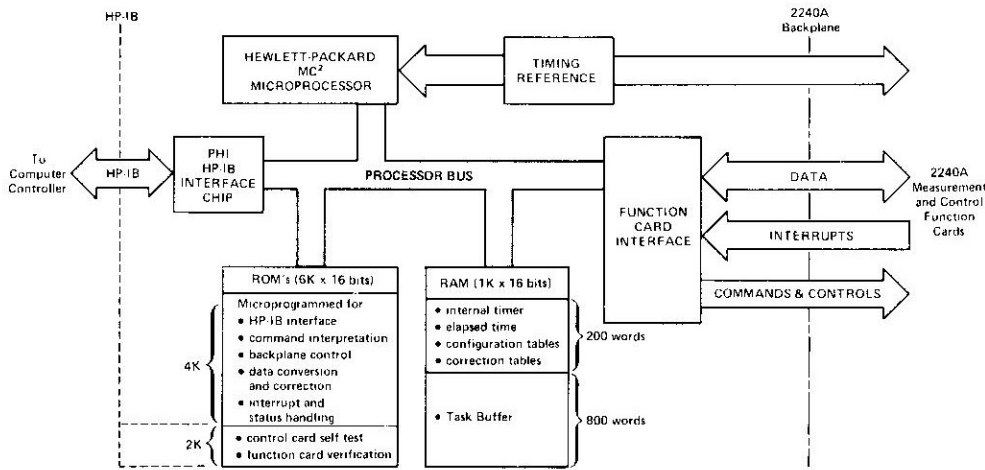 HP-IB
2240A
Backplane
HEWLETT-PACKARD
MC²
MICROPROCESSOR
TIMING
REFERENCE
To
Computer
Controller
HP-IB
PHI
HP-IB
INTERFACE
CHIP
PROCESSOR BUS
FUNCTION
CARD
INTERFACE
DATA
INTERRUPTS
COMMANDS & CONTROLS
2240A
Measurement
and Control
Function
Cards
ROM's (6K x 16 bits)
Microprogrammed for
• HP-IB interface
• command interpretation
• backplane control
• data conversion
and correction
• interrupt and
status handling
4K
• control card self test
• function card verification
2K
RAM (1K x 16 bits)
• internal timer
• elapsed time
• configuration tables
• correction tables
200 words
• Task Buffer
800 words